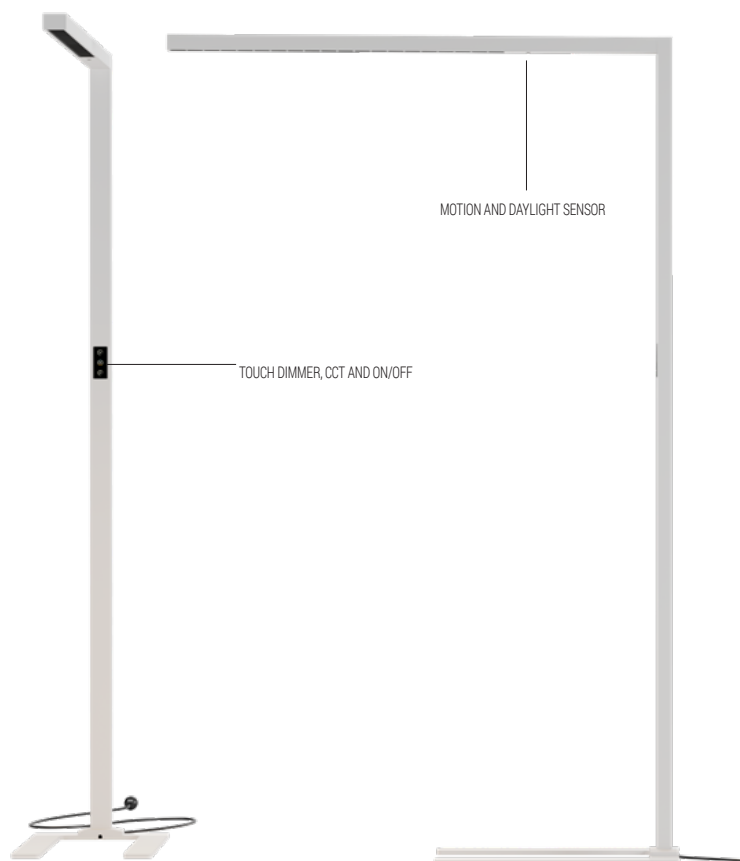 MOTION AND DAYLIGHT SENSOR
TOUCH DIMMER, CCT AND ON/OFF